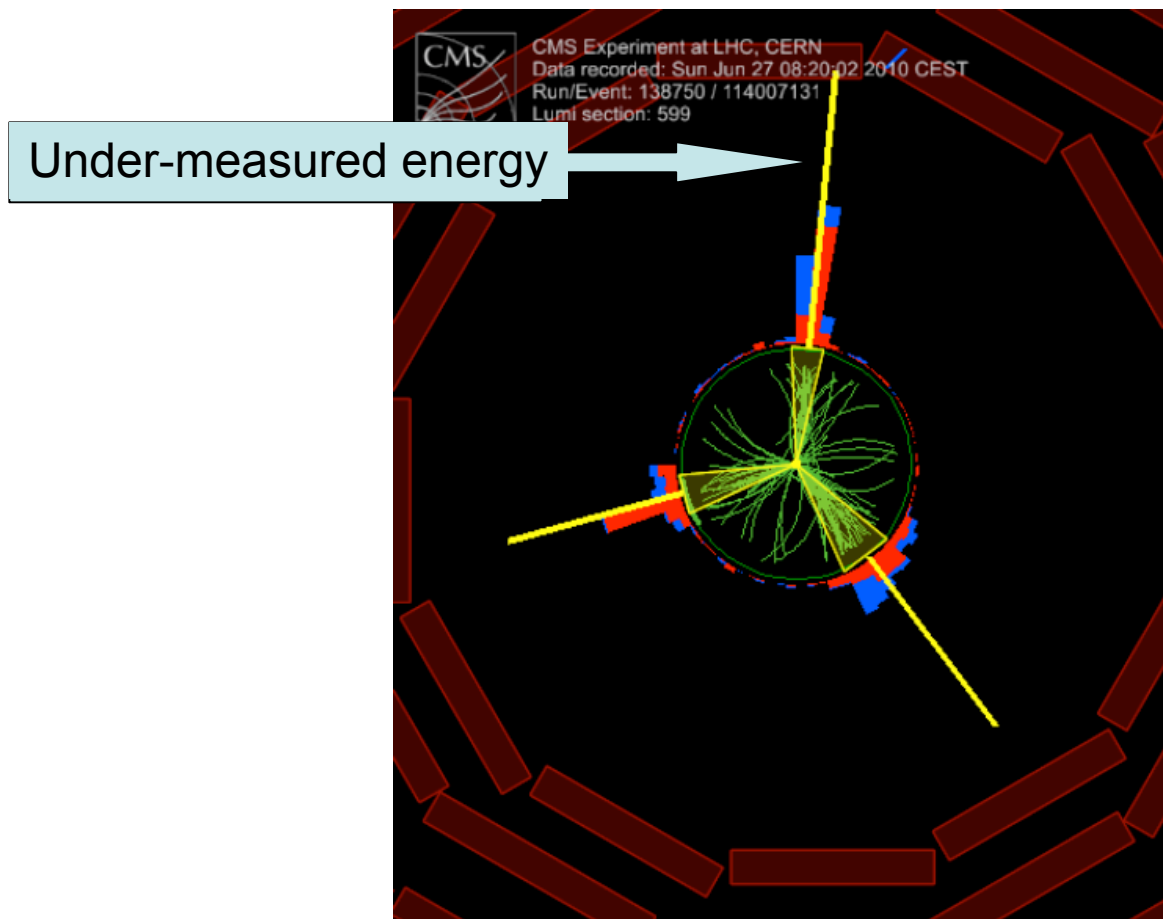 CMS
CMS Experiment at LHC, CERN
Data recorded: Sun Jun 27 08:20:02 2010 CEST
Run/Event: 138750 / 114007131
Lumi section: 599
Under-measured energy